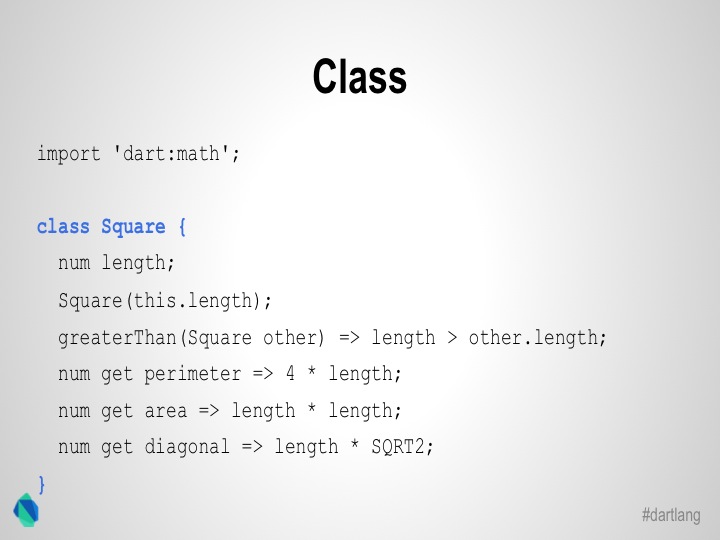 Class
import 'dart:math';
class Square {
  num length;
  Square(this.length);
  greaterThan(Square other) => length > other.length;
  num get perimeter => 4 * length;
  num get area => length * length;
  num get diagonal => length * SQRT2;
}
#dartlang